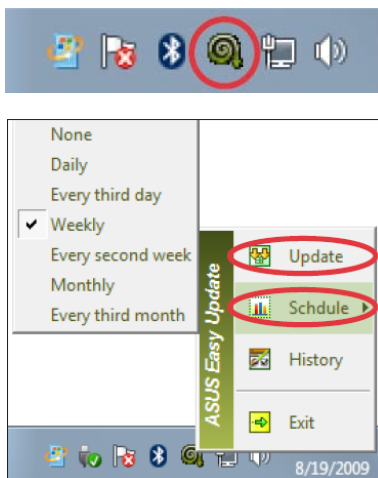 None
Daily
Every third day
Weekly
Every second week
Monthly
Every third month
ASUS Easy Update
Update
Schdule
History
Exit
8/19/2009